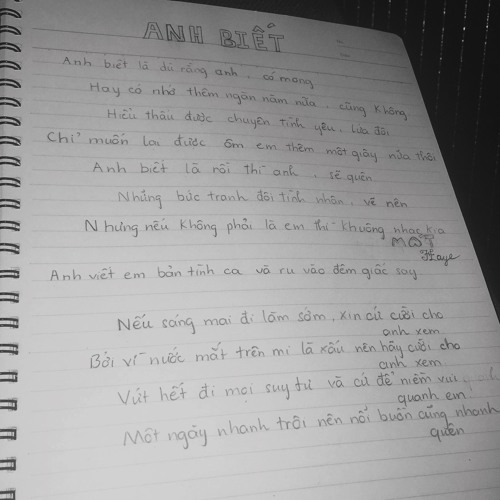 ANH BIẾT
Anh biết là dù rằng anh, cố mang
Hay có nhớ thêm ngàn năm nữa, cũng không
Hiểu thấu được chuyện tình yêu, lứa đôi
Chỉ muốn lại được ôm em thêm một giây nữa thôi
Anh biết là rồi thì anh, sẽ quên
Những bức tranh đôi tình nhân, vẽ nên
Nhưng nếu không phải là em thì khuông nhạc kia
Anh viết em bản tình ca và ru vào đêm giấc say
Nếu sáng mai đi làm sớm, xin cứ cười cho
anh xem
Bởi vì nước mắt trên mi là xấu nên hãy cười cho
anh xem
Vứt hết đi mọi suy tư và cứ để niềm vui
quanh em
Một ngày nhanh trôi nên nỗi buồn cũng nhanh
quên